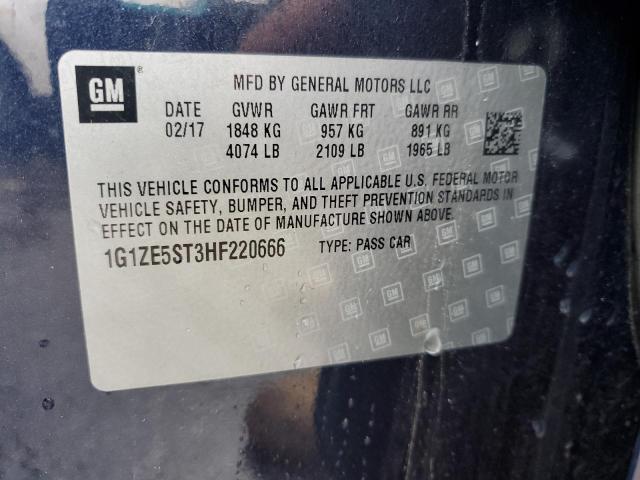 GM ®
MFD BY GENERAL MOTORS LLC
DATE GVWR GAWR FRT GAWR RR
02/17 1848 KG 957 KG 891 KG
4074 LB 2109 LB 1965 LB
THIS VEHICLE CONFORMS TO ALL APPLICABLE U.S. FEDERAL MOTOR
VEHICLE SAFETY, BUMPER, AND THEFT PREVENTION STANDARDS IN
EFFECT ON THE DATE OF MANUFACTURE SHOWN ABOVE.
1G1ZE5ST3HF220666 TYPE: PASS CAR